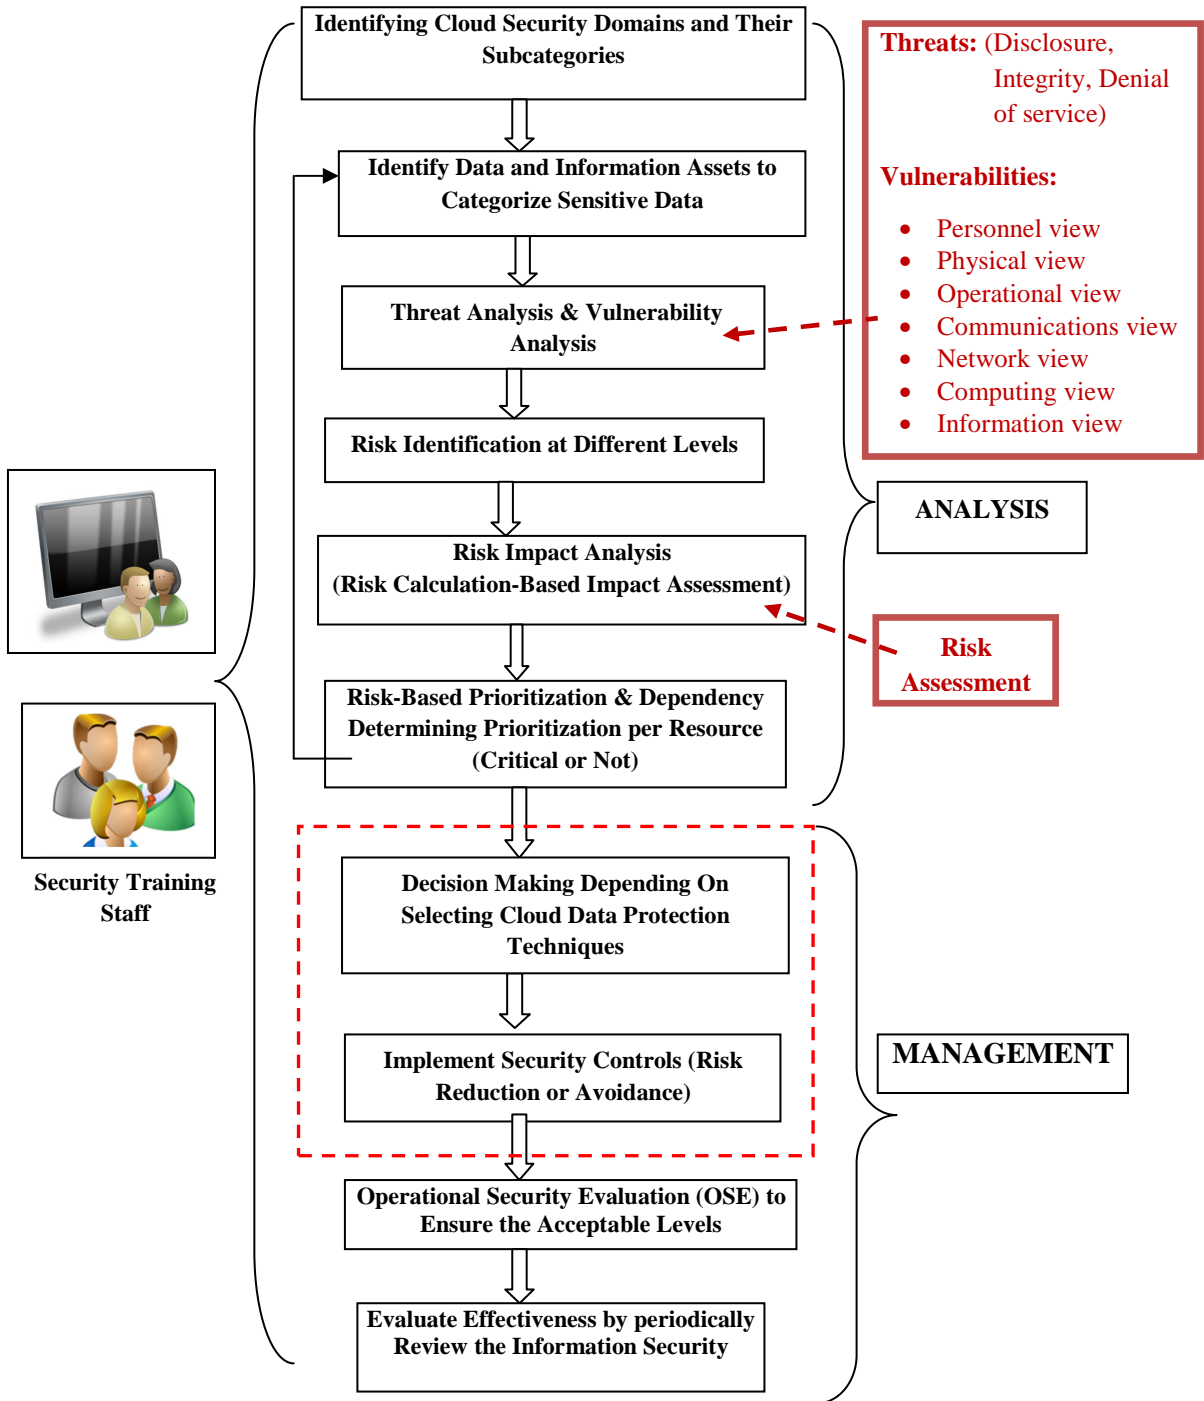 Identifying Cloud Security Domains and Their
Subcategories
Identify Data and Information Assets to
Categorize Sensitive Data
Threat Analysis & Vulnerability
Analysis
Risk Identification at Different Levels
Risk Impact Analysis
(Risk Calculation-Based Impact Assessment)
Risk-Based Prioritization & Dependency
Determining Prioritization per Resource
(Critical or Not)
Decision Making Depending On
Selecting Cloud Data Protection
Techniques
Implement Security Controls (Risk
Reduction or Avoidance)
Operational Security Evaluation (OSE) to
Ensure the Acceptable Levels
Evaluate Effectiveness by periodically
Review the Information Security
Security Training
Staff
Threats: (Disclosure,
Integrity, Denial
of service)
Vulnerabilities:
• Personnel view
• Physical view
• Operational view
• Communications view
• Network view
• Computing view
• Information view
ANALYSIS
Risk
Assessment
MANAGEMENT